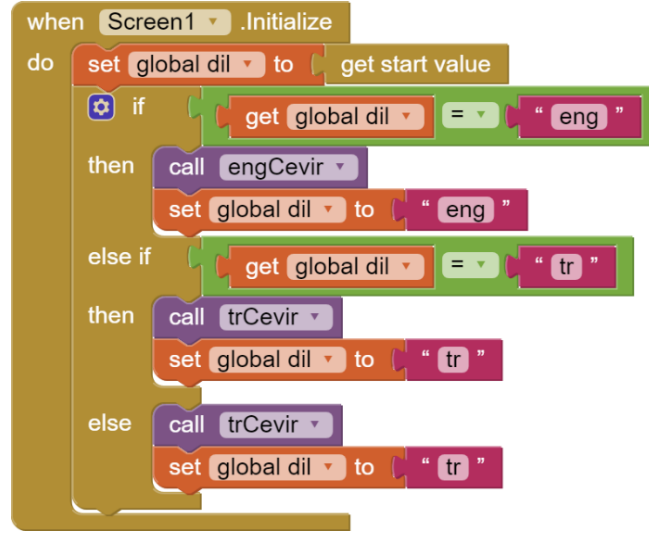 when Screen1 .Initialize
do set global dil to get start value
if get global dil = “ eng ”
then call engCevir
set global dil to “ eng ”
else if get global dil = “ tr ”
then call trCevir
set global dil to “ tr ”
else call trCevir
set global dil to “ tr ”